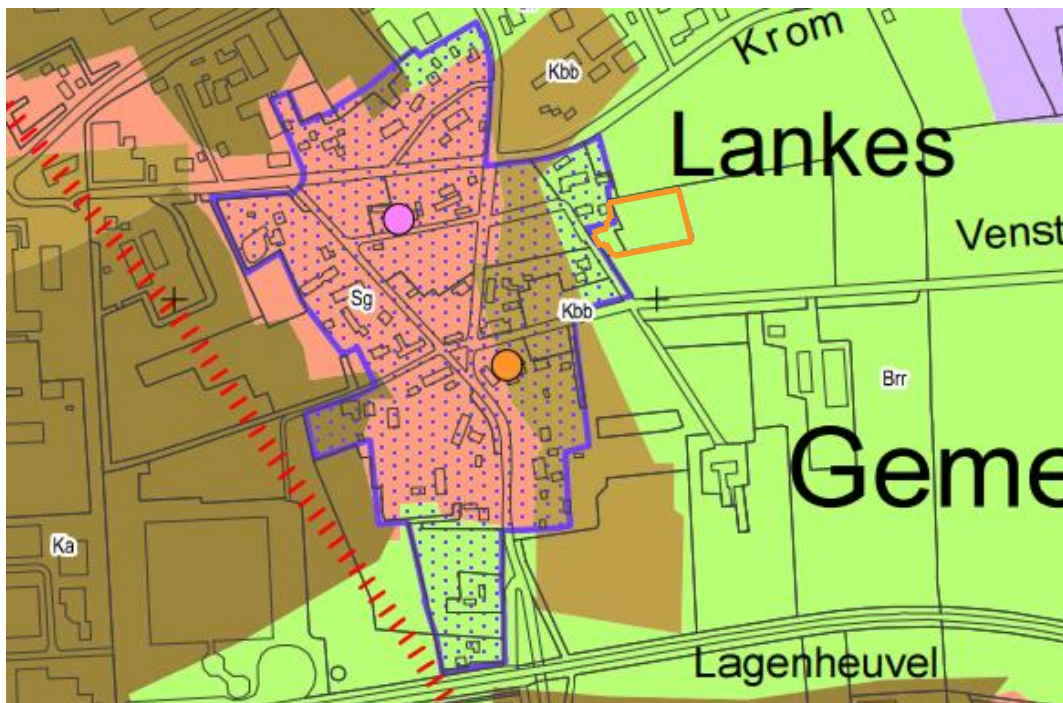 Krom
Kbb
Lankes
Venst
Sg
Kbb
Brr
Geme
Ka
Lagenheuvel